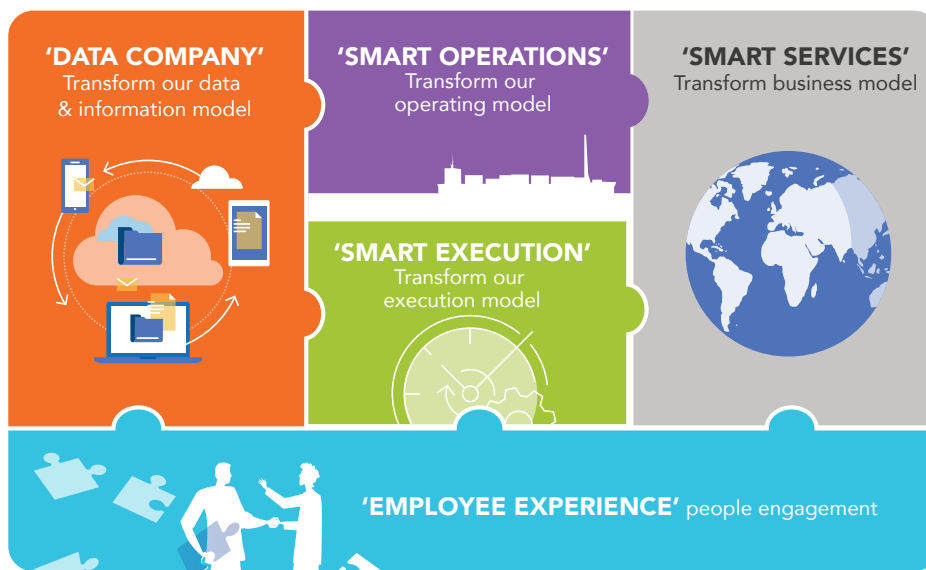 'DATA COMPANY'
Transform our data
& information model
'SMART OPERATIONS'
Transform our
operating model
'SMART SERVICES'
Transform business model
'SMART EXECUTION'
Transform our
execution model
'EMPLOYEE EXPERIENCE' people engagement